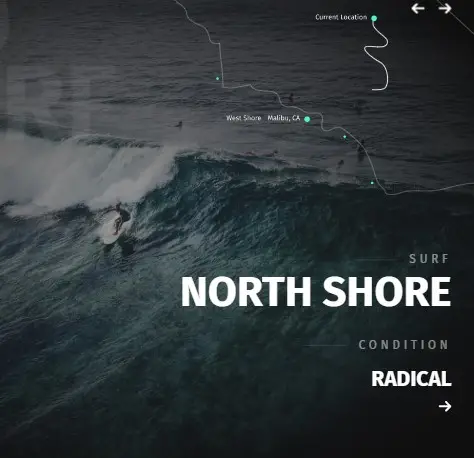 Current Location
West Shore Malibu, CA
SURF
NORTH SHORE
CONDITION
RADICAL